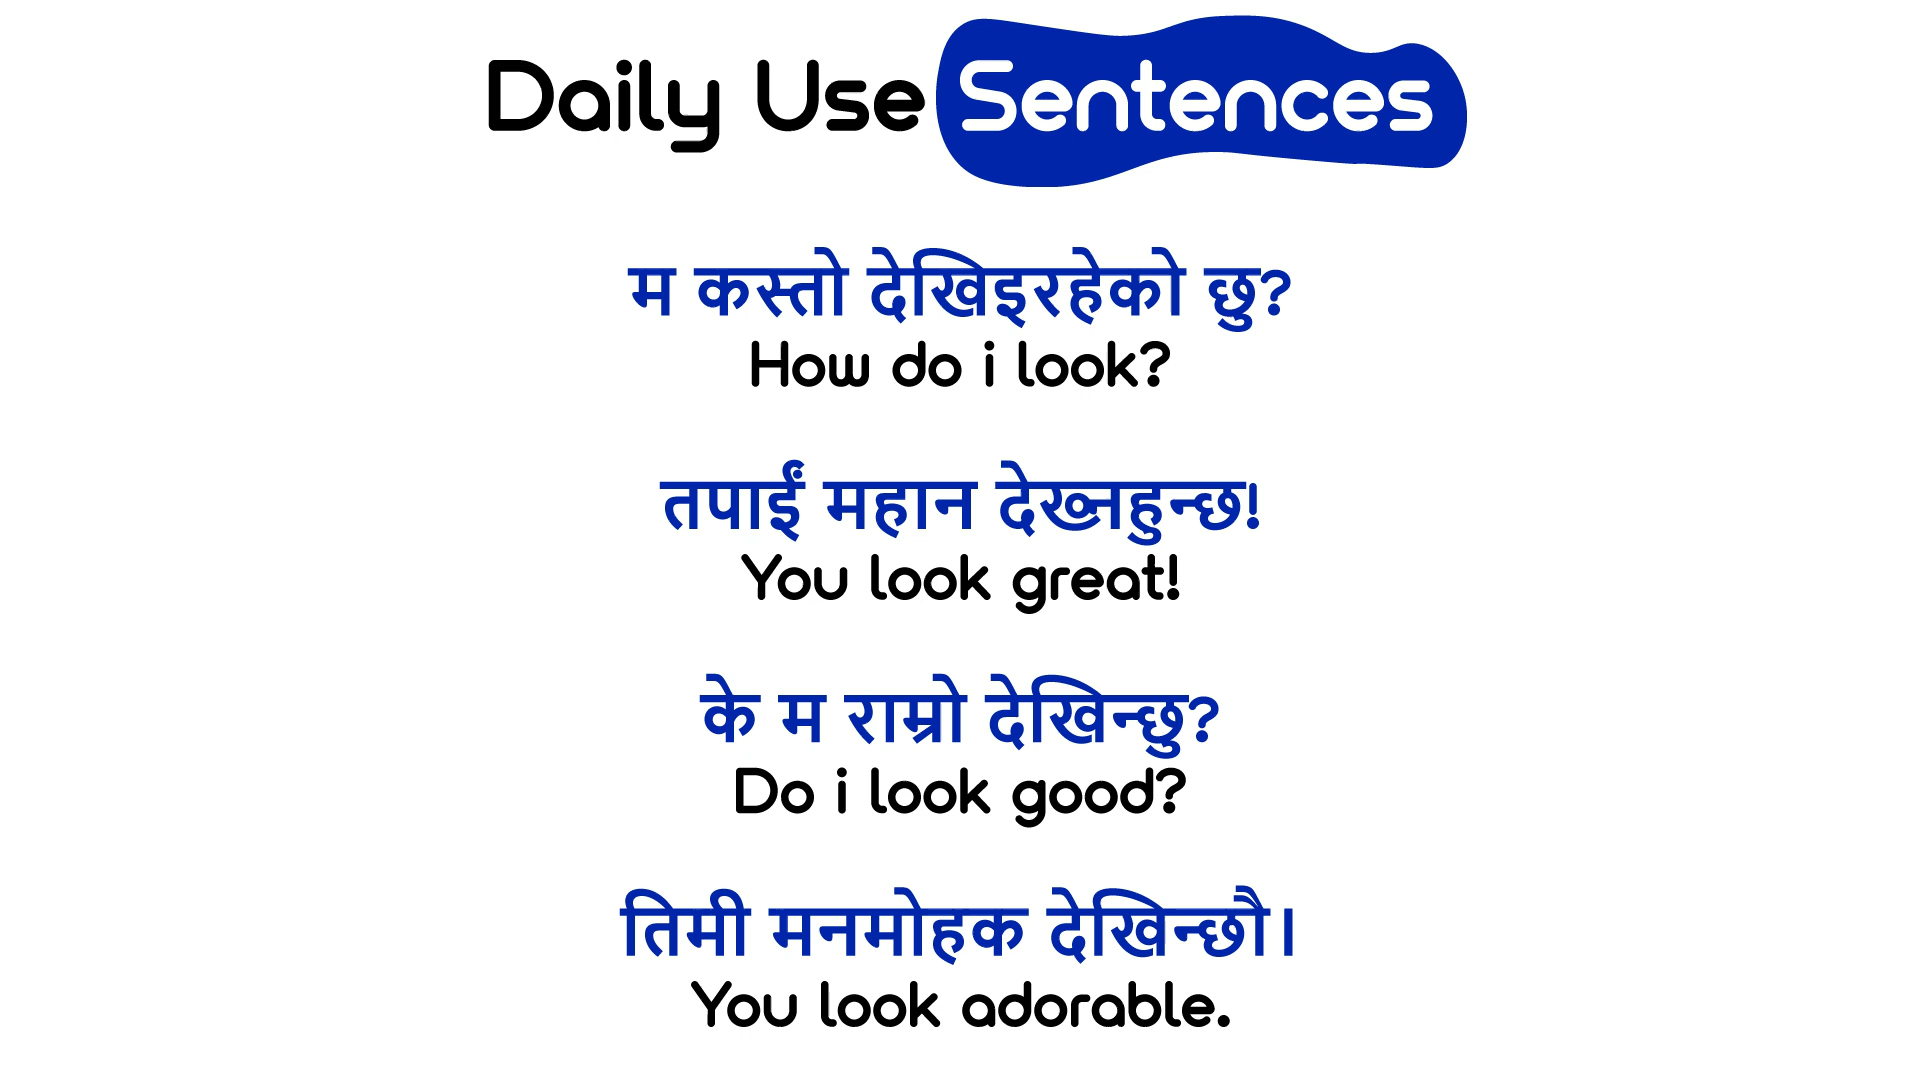 Daily Use Sentences
म कस्तो देखिइरहेको छु?
How do i look?
तपाईं महान देख्नहुन्छ!
You look great!
के म राम्रो देखिन्छु?
Do i look good?
तिमी मनमोहक देखिन्छौ।
You look adorable.